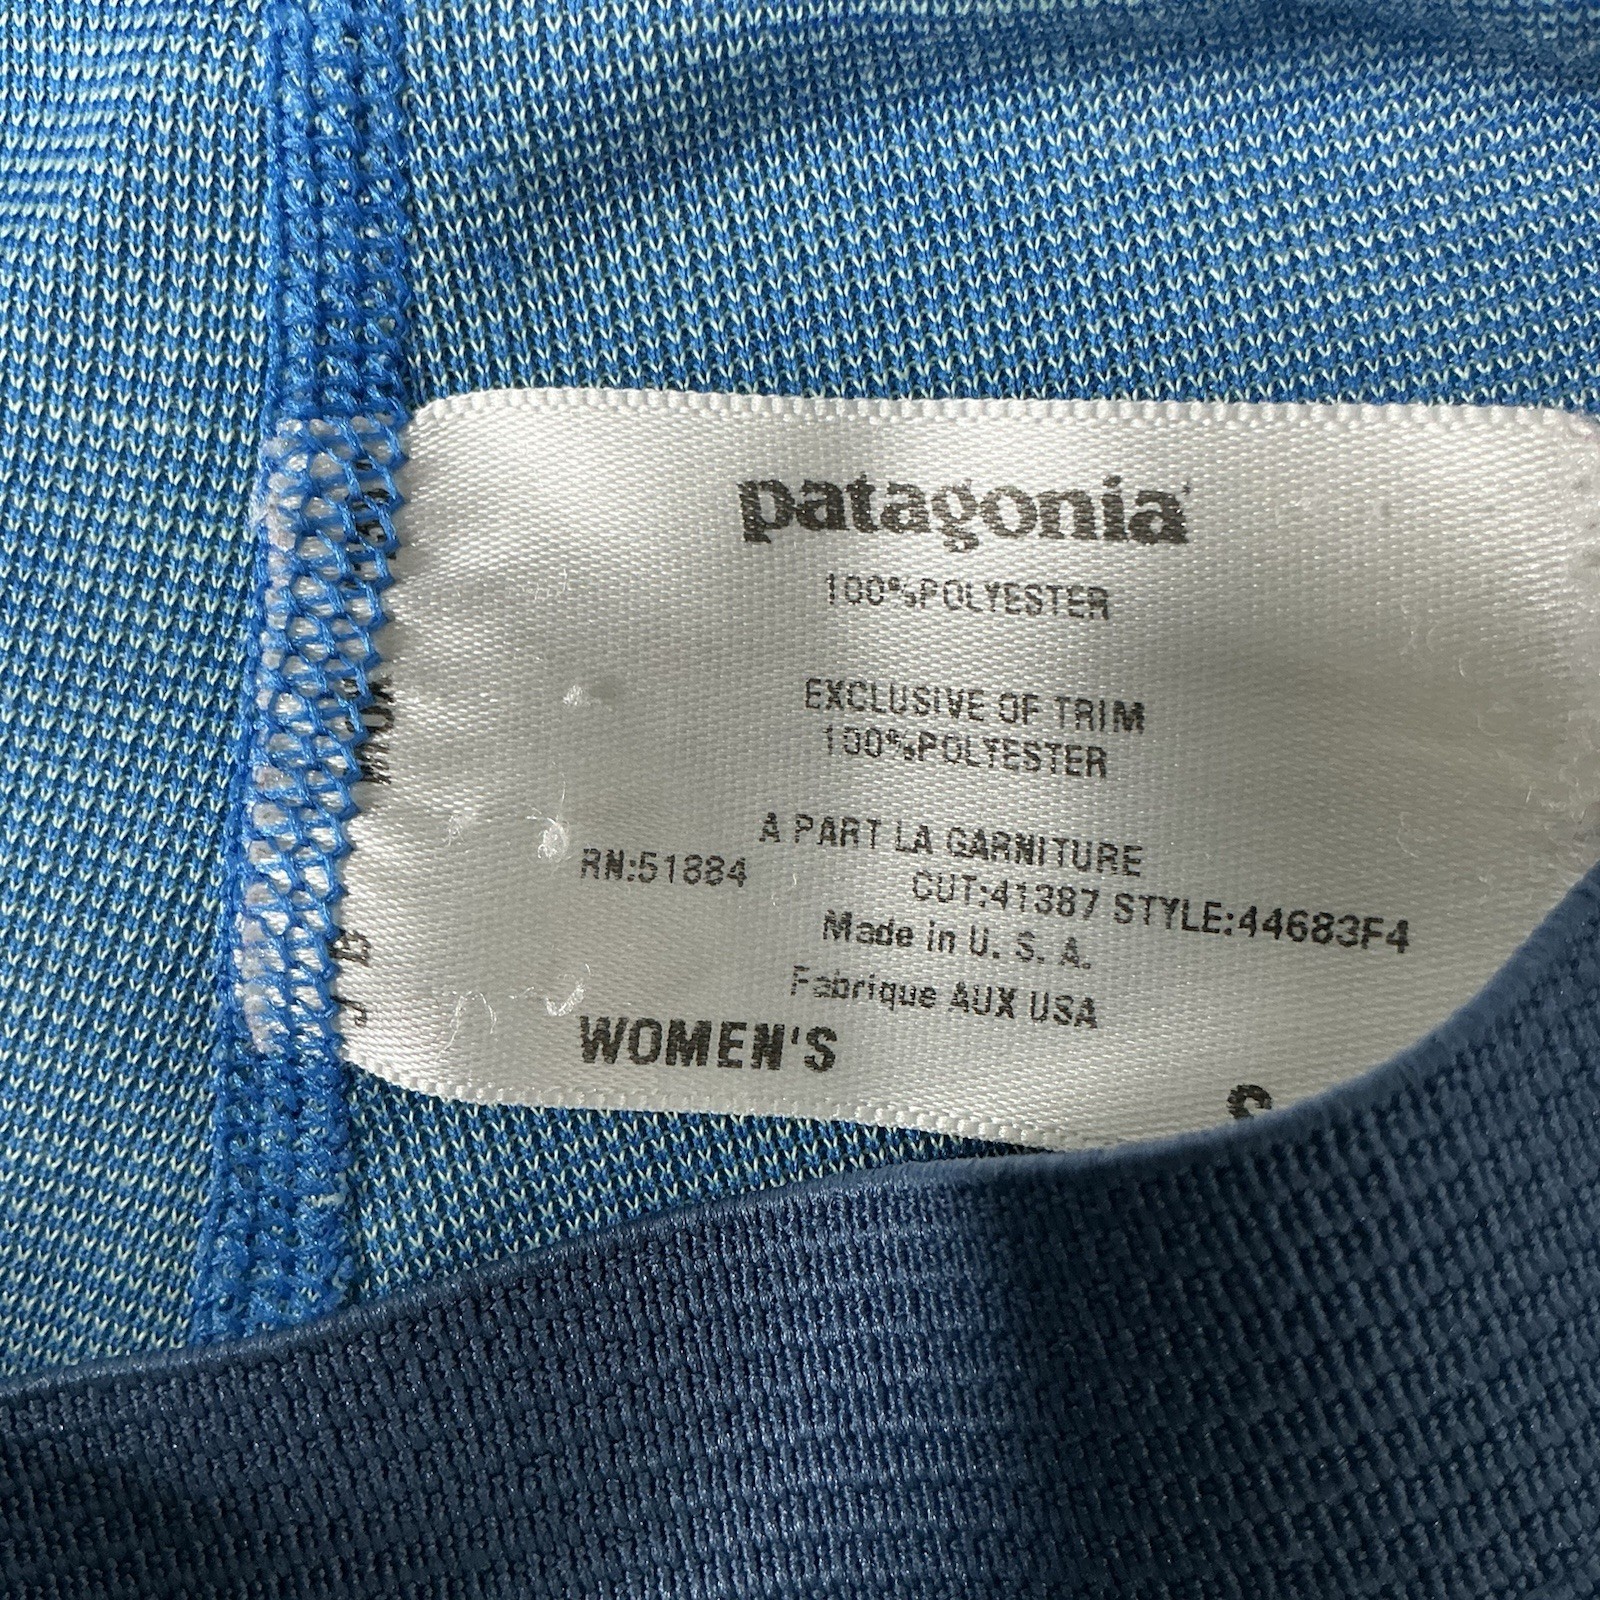 patagonia
100%POLYESTER
EXCLUSIVE OF TRIM
100%POLYESTER
A PART LA GARNITURE
RN:51884
CUT:41387 STYLE:44683F4
Made in U. S. A.
Fabrique AUX USA
WOMEN'S